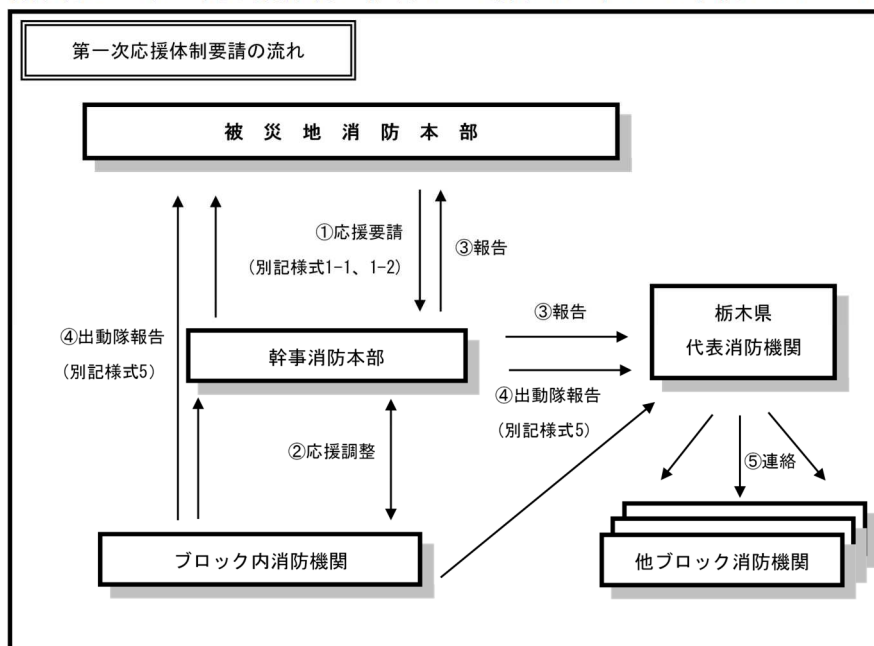 第一次応援体制要請の流れ
被災地消防本部
①応援要請
(別記様式1-1、1-2)
③報告
③報告
栃木県
代表消防機関
④出動隊報告
(別記様式5)
幹事消防本部
④出動隊報告
(別記様式5)
②応援調整
⑤連絡
ブロック内消防機関
他ブロック消防機関